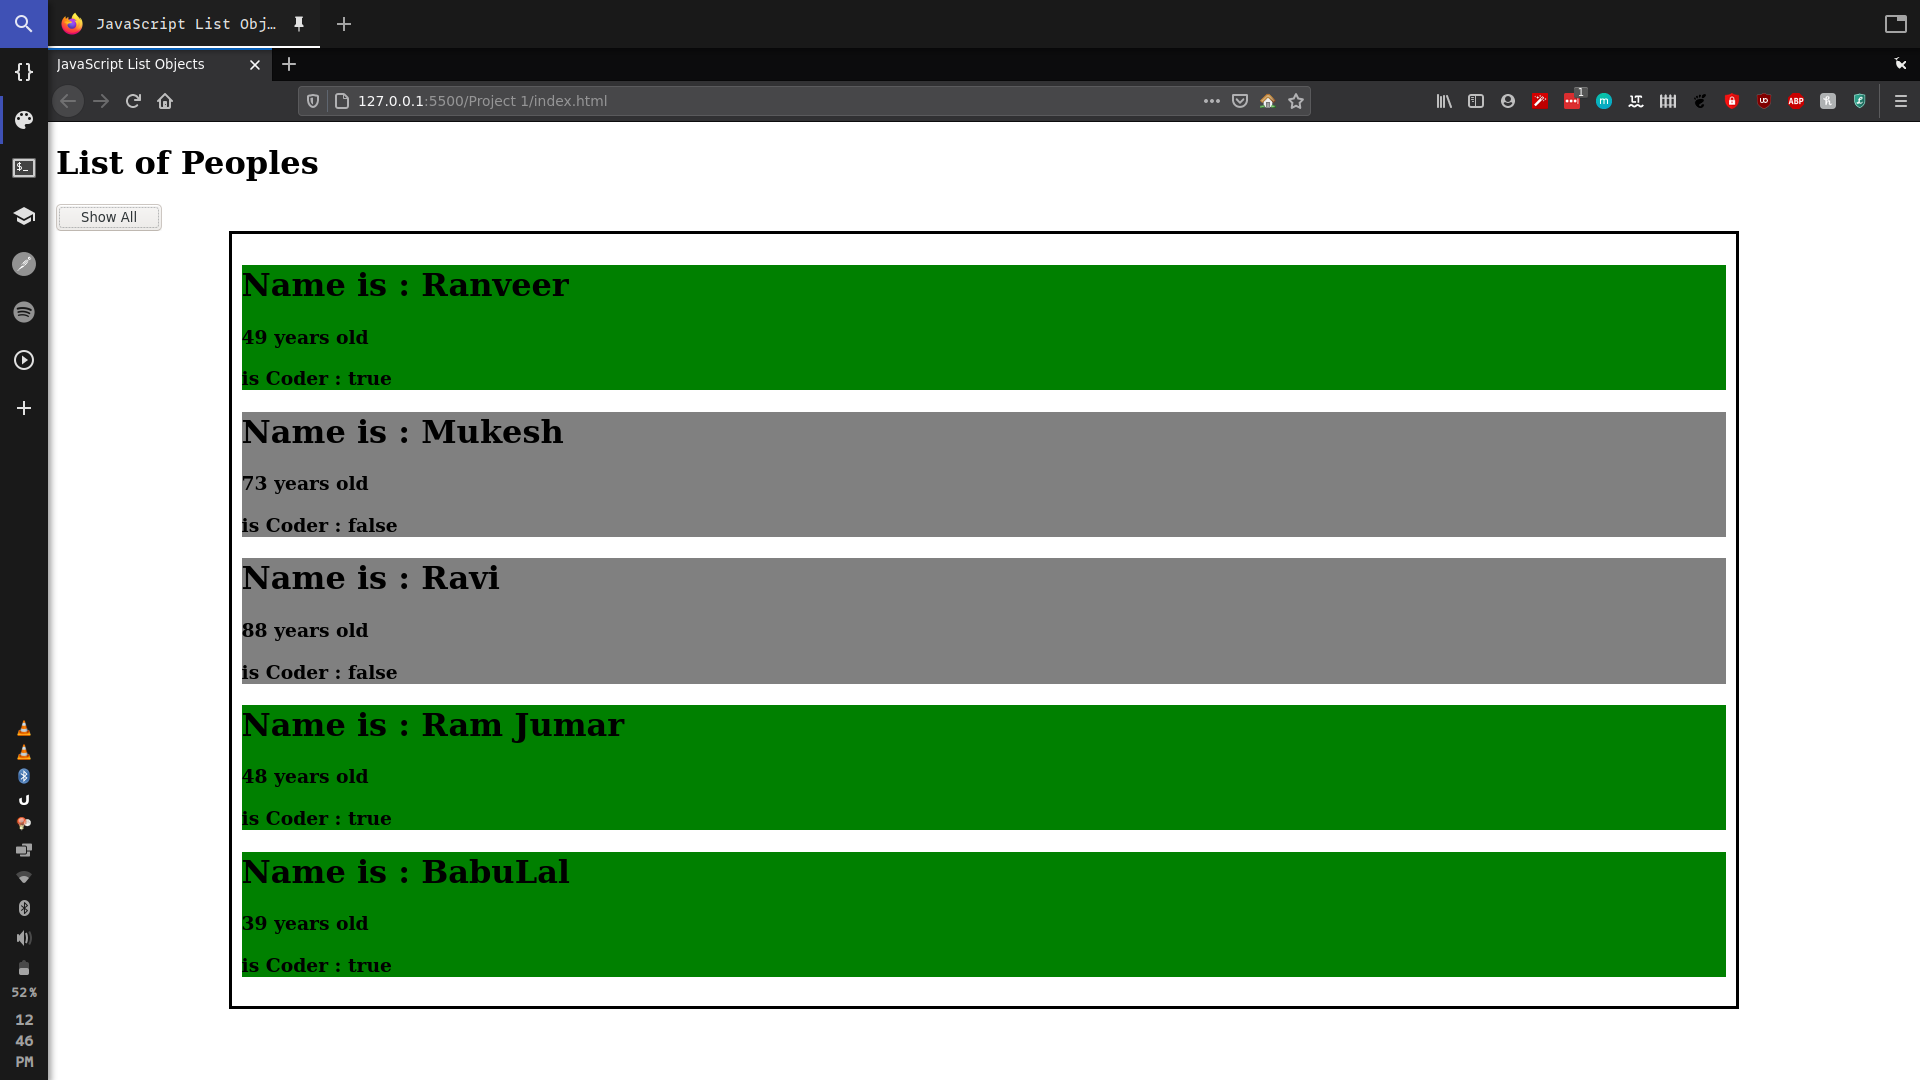 JavaScript List Obj…
JavaScript List Objects
127.0.0.1:5500/Project 1/index.html
1
ABP
List of Peoples
Show All
Name is : Ranveer
49 years old
is Coder : true
Name is : Mukesh
73 years old
is Coder : false
Name is : Ravi
88 years old
is Coder : false
Name is : Ram Jumar
48 years old
is Coder : true
Name is : BabuLal
39 years old
is Coder : true
52%
12
46
PM